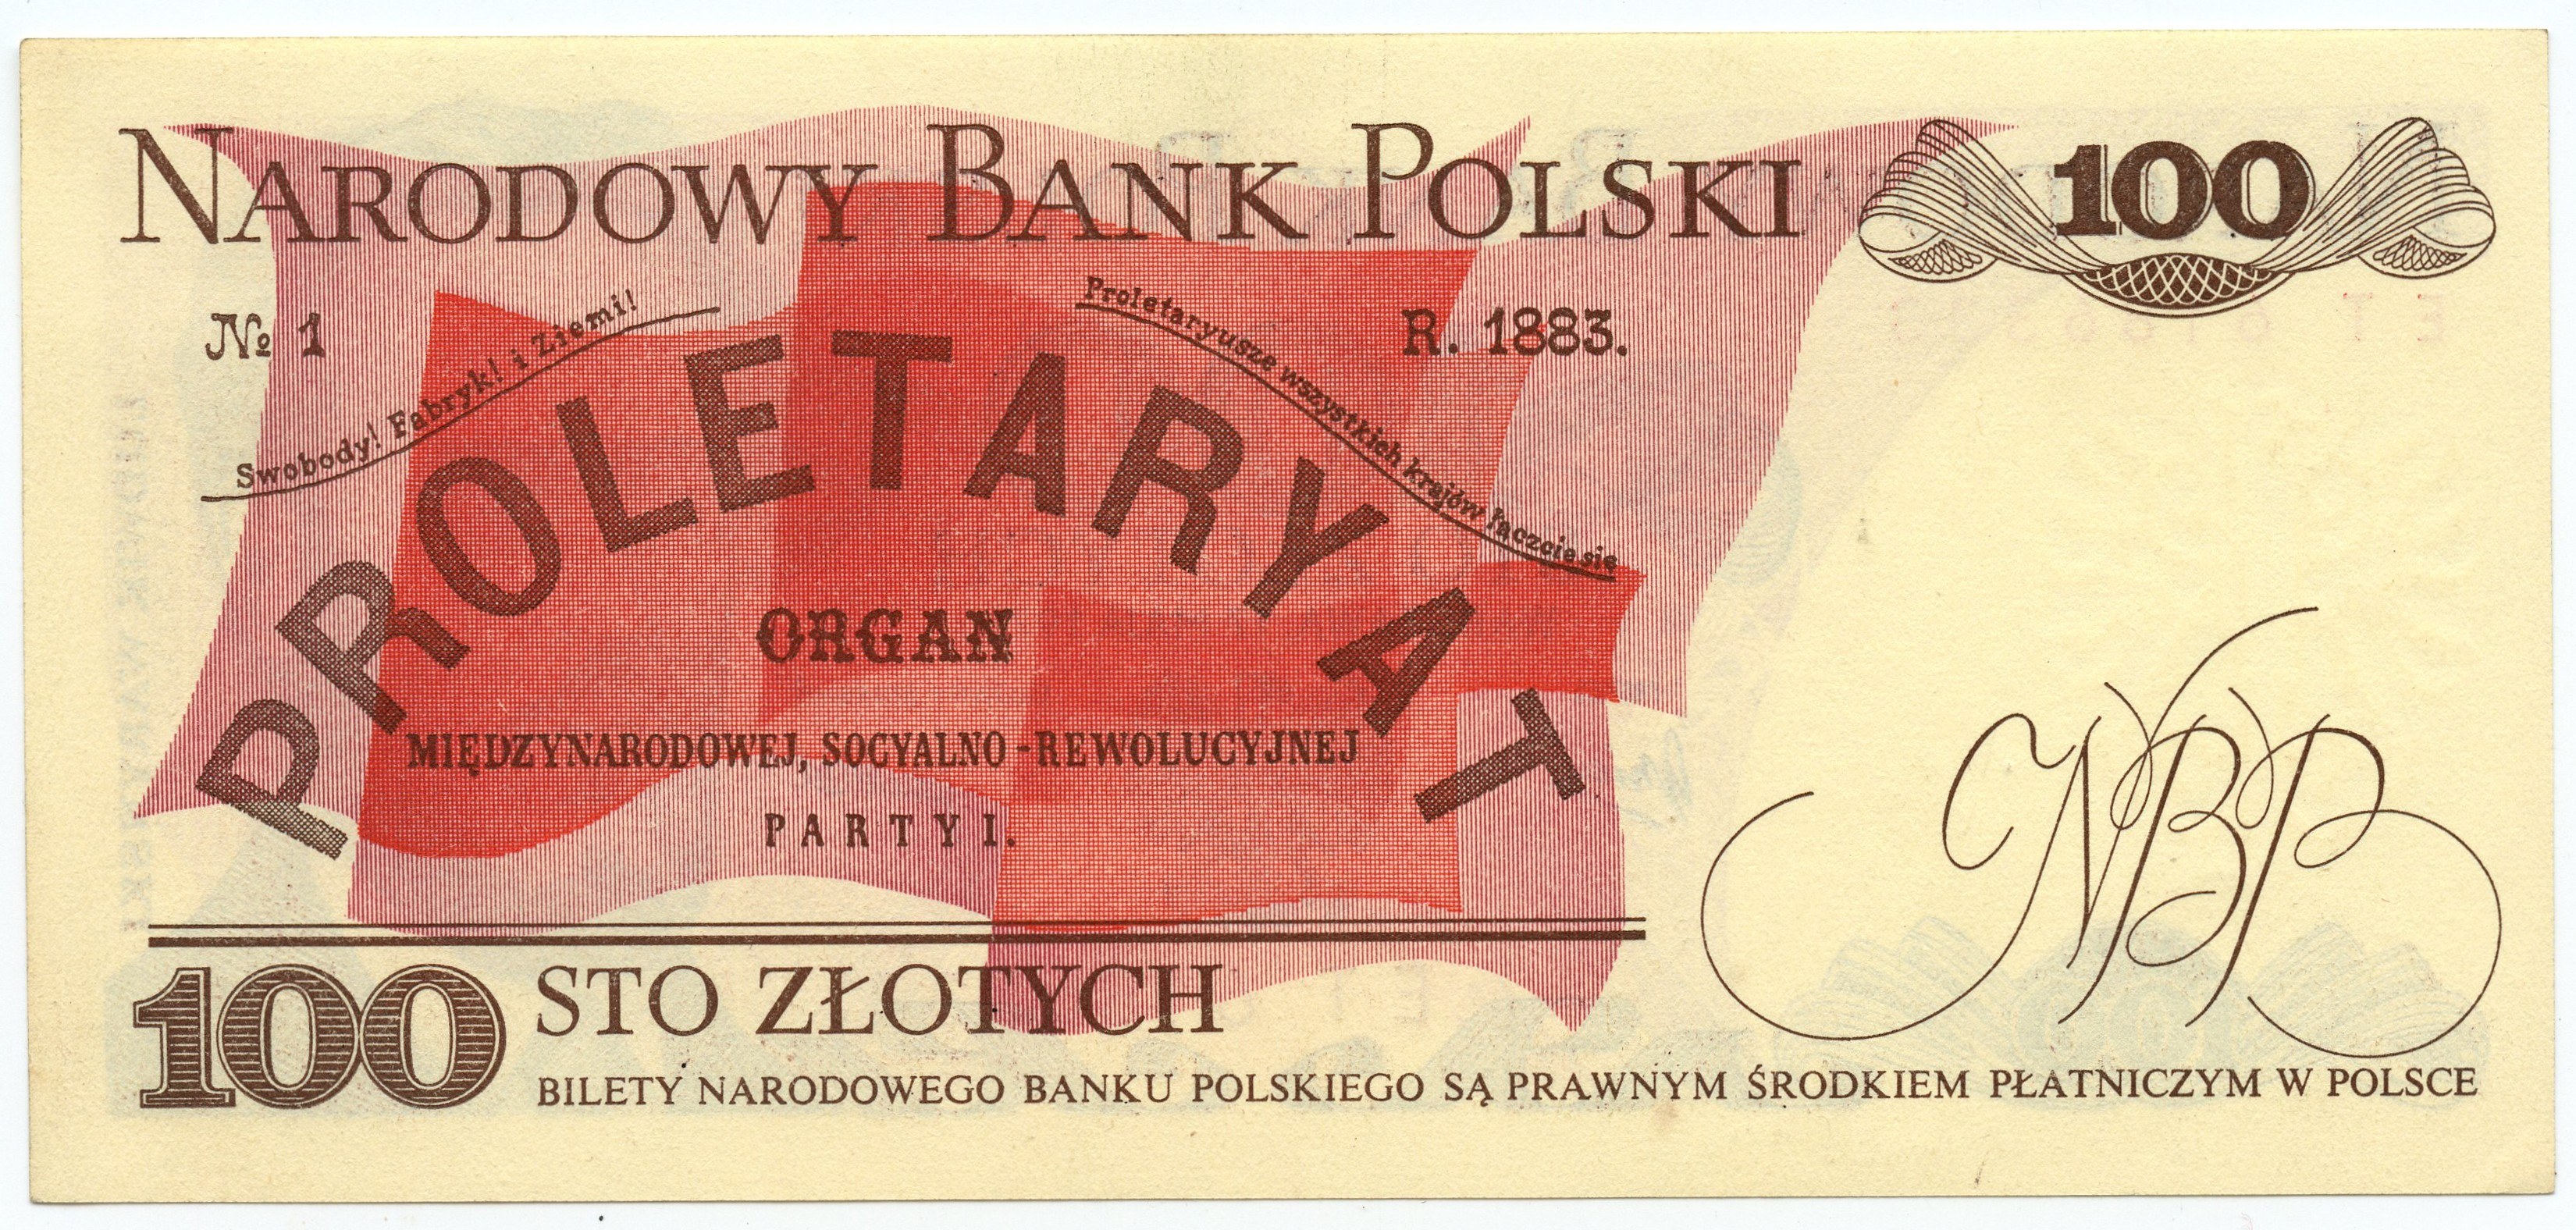 NARODOWY BANK POLSKI
100
№ 1
Swobody! Fabryk! i Ziemi!
Proletaryusze wszystkich krajów łączcie się
R. 1883.
PROLETARYAT
ORGAN
MIĘDZYNARODOWEJ, SOCYALNO-REWOLUCYJNEJ
PARTYI.
NBP
100 STO ZŁOTYCH
BILETY NARODOWEGO BANKU POLSKIEGO SĄ PRAWNYM ŚRODKIEM PŁATNICZYM W POLSCE